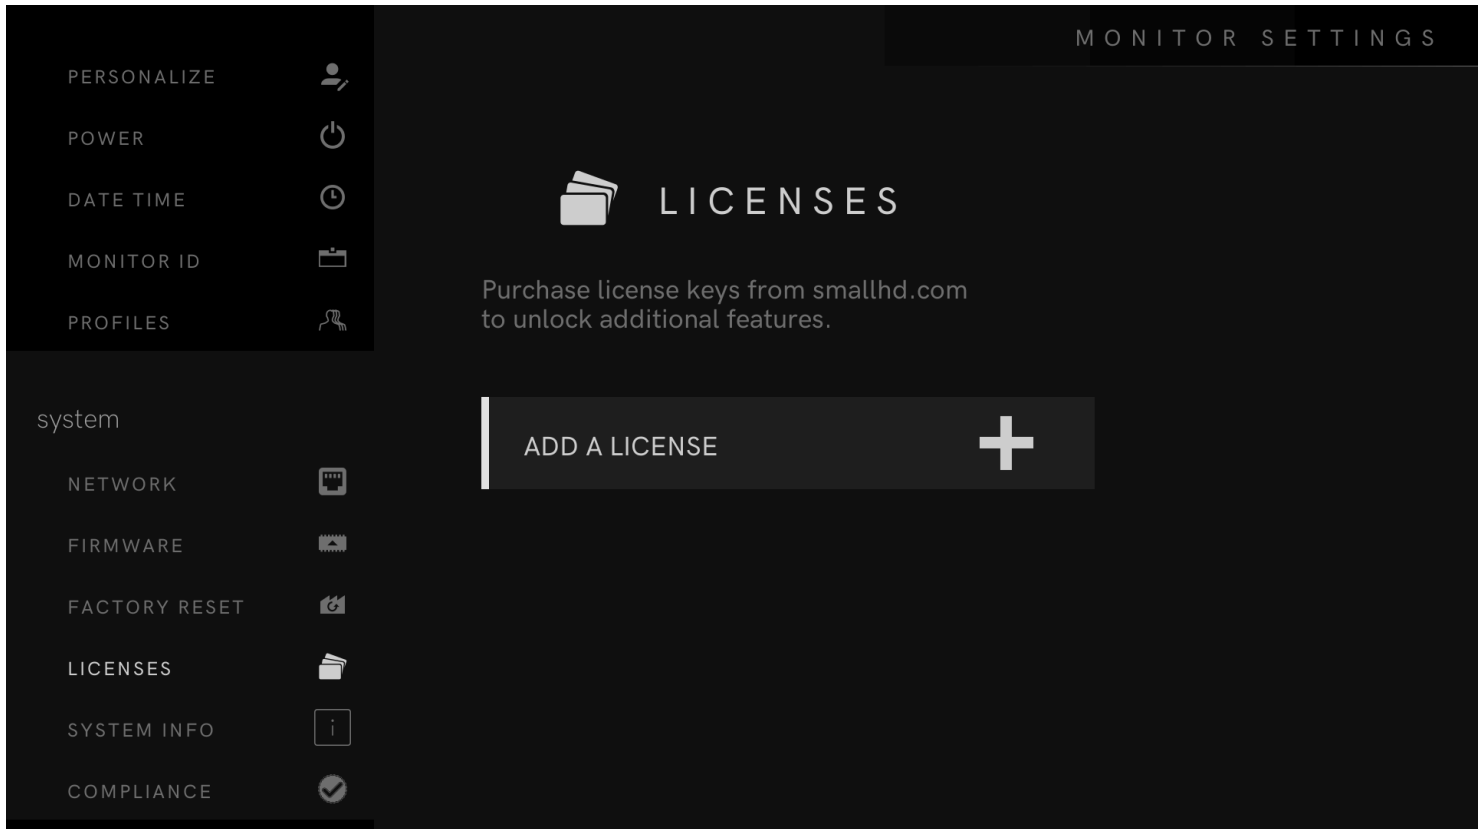 MONITOR SETTINGS
PERSONALIZE
POWER
DATE TIME
MONITOR ID
PROFILES
system
NETWORK
FIRMWARE
FACTORY RESET
LICENSES
SYSTEM INFO
i
COMPLIANCE
LICENSES
Purchase license keys from smallhd.com
to unlock additional features.
ADD A LICENSE